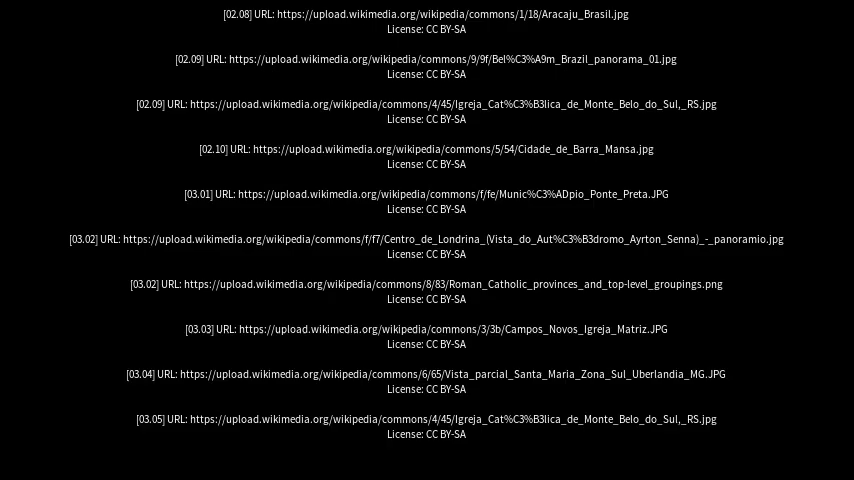 [02.08] URL: https://upload.wikimedia.org/wikipedia/commons/1/18/Aracaju_Brasil.jpg
License: CC BY-SA
[02.09] URL: https://upload.wikimedia.org/wikipedia/commons/9/9f/Bel%C3%A9m_Brazil_panorama_01.jpg
License: CC BY-SA
[02.09] URL: https://upload.wikimedia.org/wikipedia/commons/4/45/Igreja_Cat%C3%B3lica_de_Monte_Belo_do_Sul,_RS.jpg
License: CC BY-SA
[02.10] URL: https://upload.wikimedia.org/wikipedia/commons/5/54/Cidade_de_Barra_Mansa.jpg
License: CC BY-SA
[03.01] URL: https://upload.wikimedia.org/wikipedia/commons/f/fe/Munic%C3%ADpio_Ponte_Preta.JPG
License: CC BY-SA
[03.02] URL: https://upload.wikimedia.org/wikipedia/commons/f/f7/Centro_de_Londrina_(Vista_do_Aut%C3%B3dromo_Ayrton_Senna)_-_panoramio.jpg
License: CC BY-SA
[03.02] URL: https://upload.wikimedia.org/wikipedia/commons/8/83/Roman_Catholic_provinces_and_top-level_groupings.png
License: CC BY-SA
[03.03] URL: https://upload.wikimedia.org/wikipedia/commons/3/3b/Campos_Novos_Igreja_Matriz.JPG
License: CC BY-SA
[03.04] URL: https://upload.wikimedia.org/wikipedia/commons/6/65/Vista_parcial_Santa_Maria_Zona_Sul_Uberlandia_MG.JPG
License: CC BY-SA
[03.05] URL: https://upload.wikimedia.org/wikipedia/commons/4/45/Igreja_Cat%C3%B3lica_de_Monte_Belo_do_Sul,_RS.jpg
License: CC BY-SA